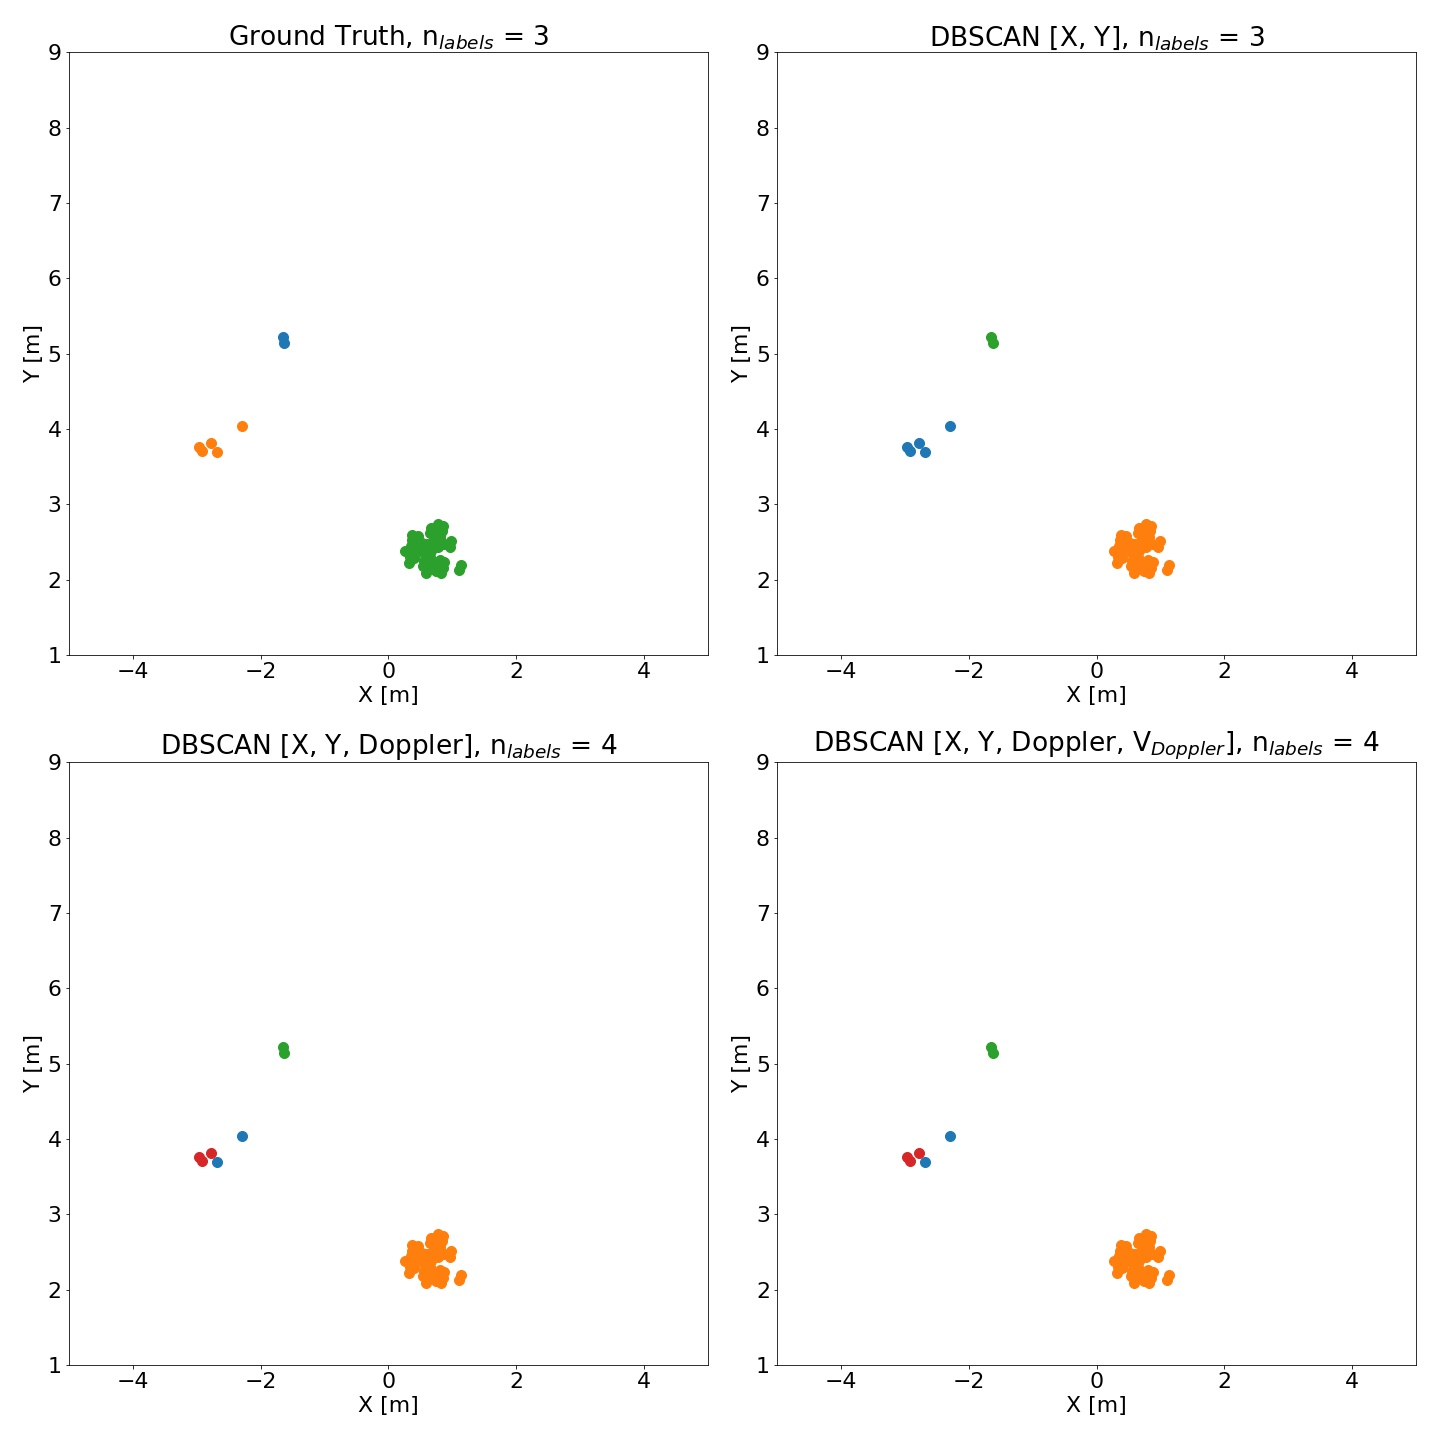 Ground Truth, n_labels = 3
9
8
7
6
5
4
3
2
1
Y [m]
−4 −2 0 2 4
X [m]
DBSCAN [X, Y], n_labels = 3
9
8
7
6
5
4
3
2
1
Y [m]
−4 −2 0 2 4
X [m]
DBSCAN [X, Y, Doppler], n_labels = 4
9
8
7
6
5
4
3
2
1
Y [m]
−4 −2 0 2 4
X [m]
DBSCAN [X, Y, Doppler, V_Doppler], n_labels = 4
9
8
7
6
5
4
3
2
1
Y [m]
−4 −2 0 2 4
X [m]